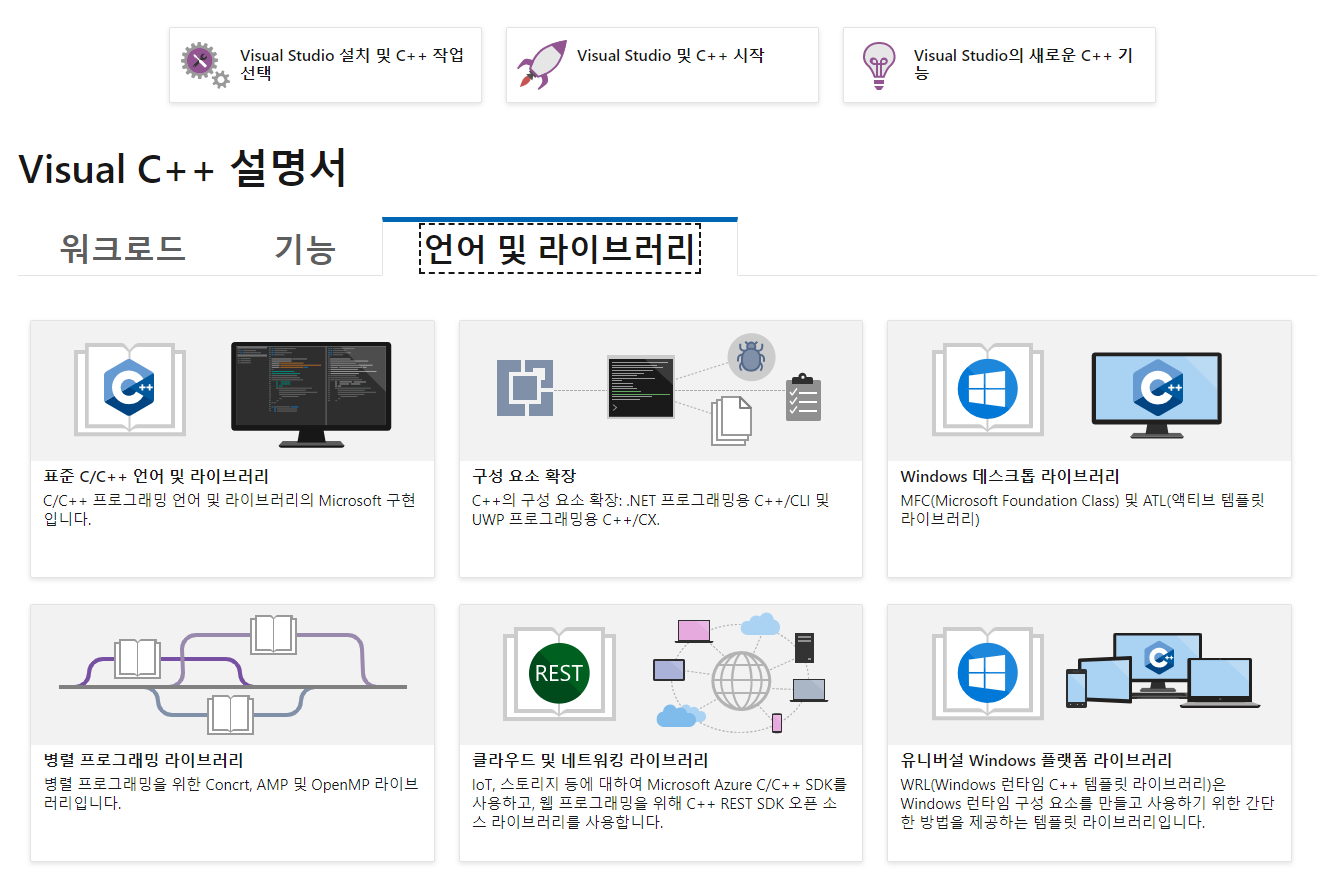 Visual Studio 설치 및 C++ 작업
선택
Visual Studio 및 C++ 시작
Visual Studio의 새로운 C++ 기
능
Visual C++ 설명서
워크로드
기능
언어 및 라이브러리
C++
표준 C/C++ 언어 및 라이브러리
C/C++ 프로그래밍 언어 및 라이브러리의 Microsoft 구현
입니다.
구성 요소 확장
C++의 구성 요소 확장: .NET 프로그래밍용 C++/CLI 및
UWP 프로그래밍용 C++/CX.
C++
Windows 데스크톱 라이브러리
MFC(Microsoft Foundation Class) 및 ATL(액티브 템플릿
라이브러리)
병렬 프로그래밍 라이브러리
병렬 프로그래밍을 위한 Concrt, AMP 및 OpenMP 라이브
러리입니다.
REST
클라우드 및 네트워킹 라이브러리
IoT, 스토리지 등에 대하여 Microsoft Azure C/C++ SDK를
사용하고, 웹 프로그래밍을 위해 C++ REST SDK 오픈 소
스 라이브러리를 사용합니다.
C++
유니버설 Windows 플랫폼 라이브러리
WRL(Windows 런타임 C++ 템플릿 라이브러리)은
Windows 런타임 구성 요소를 만들고 사용하기 위한 간단
한 방법을 제공하는 템플릿 라이브러리입니다.